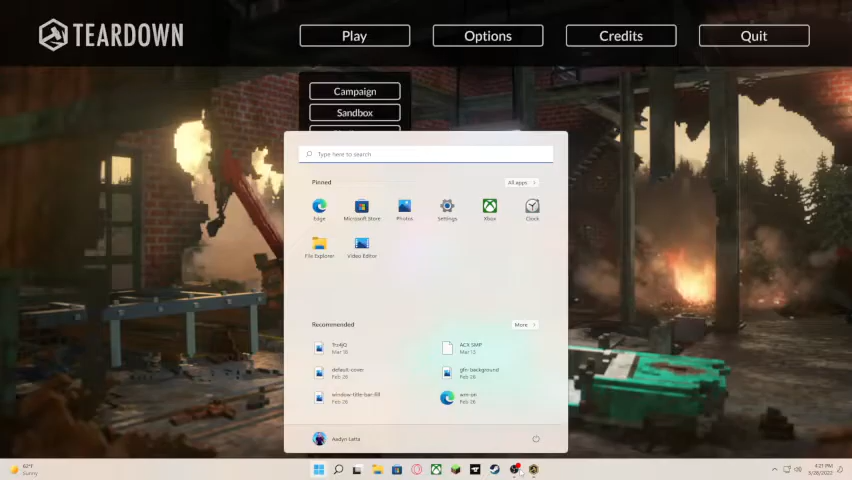 TEARDOWN
Play
Options
Credits
Quit
Campaign
Sandbox
Type here to search
Pinned
All apps
Edge
Microsoft Store
Photos
Settings
Xbox
Clock
File Explorer
Video Editor
Recommended
More
Mar 18
ACX SMP
Mar 13
default-cover
Feb 28
gfn-background
Feb 28
window-title-bar-fill
Feb 28
Feb 28
Aadyn Latta
62°F
Sunny
4:21 PM
3/28/2022